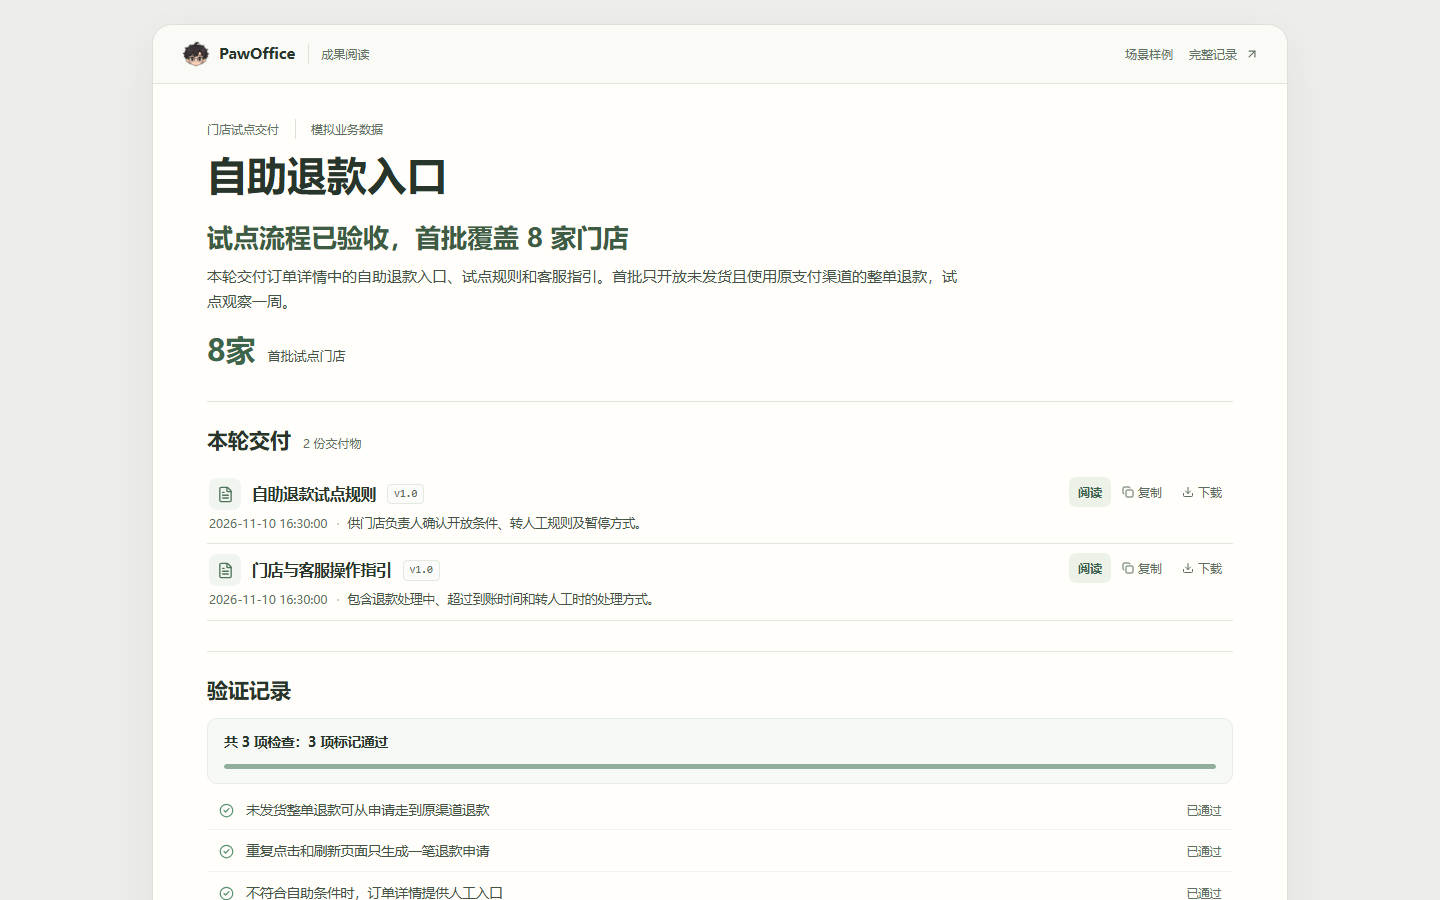 PawOffice 成果阅读 场景样例 完整记录
门店试点交付 模拟业务数据
自助退款入口
试点流程已验收，首批覆盖 8 家门店
本轮交付订单详情中的自助退款入口、试点规则和客服指引。首批只开放未发货且使用原支付渠道的整单退款，试
点观察一周。
8家 首批试点门店
本轮交付 2 份交付物
自助退款试点规则 v1.0 阅读 复制 下载
2026-11-10 16:30:00 · 供门店负责人确认开放条件、转人工规则及暂停方式。
门店与客服操作指引 v1.0 阅读 复制 下载
2026-11-10 16:30:00 · 包含退款处理中、超过到账时间和转人工时的处理方式。
验证记录
共 3 项检查：3 项标记通过
未发货整单退款可从申请走到原渠道退款 已通过
重复点击和刷新页面只生成一笔退款申请 已通过
不符合自助条件时，订单详情提供人工入口 已通过